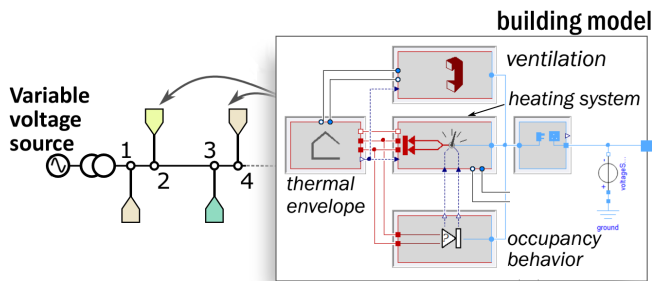 building model
ventilation
heating system
Variable
voltage
source
1
2
3
4
thermal
envelope
occupancy
behavior
voltageS...
ground
+
-